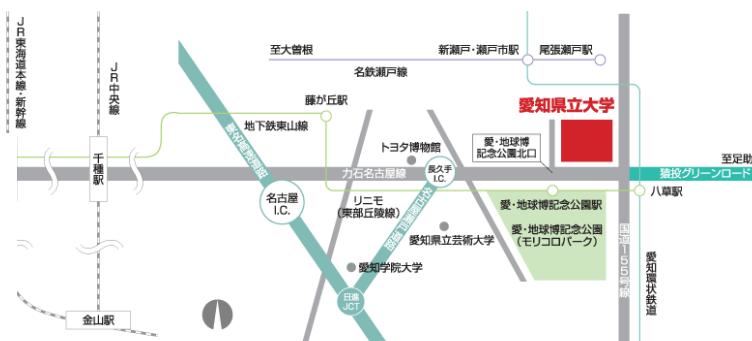 JR東海道本線・新幹線
JR中央線
至大曽根
名鉄瀬戸線
新瀬戸・瀬戸市駅
尾張瀬戸駅
藤が丘駅
地下鉄東山線
愛知県立大学
トヨタ博物館
愛・地球博
記念公園北口
千種駅
力石名古屋線
長久手
I.C.
至足助
猿投グリーンロード
八草駅
名古屋
I.C.
リニモ
(東部丘陵線)
愛・地球博記念公園駅
愛・地球博記念公園
(モリコロパーク)
愛知県立芸術大学
愛知学院大学
国道155号線
愛知環状鉄道
日進
JCT
金山駅